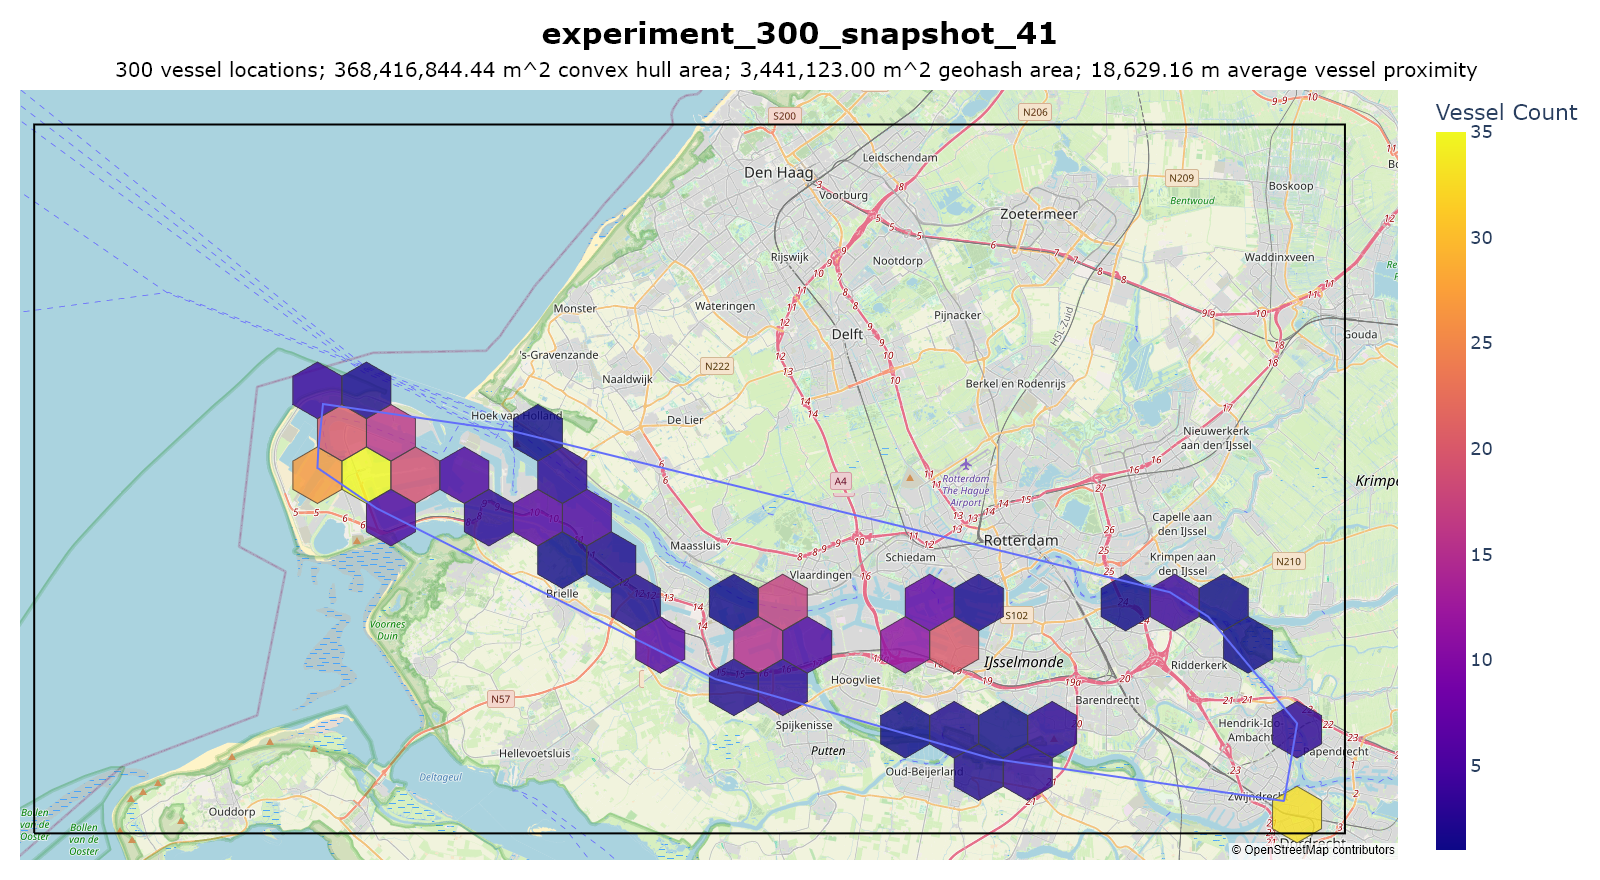 experiment_300_snapshot_41
300 vessel locations; 368,416,844.44 m^2 convex hull area; 3,441,123.00 m^2 geohash area; 18,629.16 m average vessel proximity
Vessel Count
35
30
25
20
15
10
5
S200
N206
Leidschendam
Den Haag
Voorburg
N209
Boskoop
Bentwoud
Zoetermeer
Rijswijk
Nootdorp
Waddinxveen
Monster
Wateringen
Pijnacker
HSL-Zuid
Delft
Gouda
's-Gravenzande
N222
Naaldwijk
Berkel en Rodenrijs
Hoek van Holland
De Lier
Nieuwerkerk
aan den IJssel
A4
Rotterdam
The Hague
Airport
Krimpe
Capelle aan
den IJssel
Maassluis
Schiedam
Rotterdam
Krimpen aan
den IJssel
N210
Vlaardingen
Brielle
S102
Voornes
Duin
IJsselmonde
Ridderkerk
Hoogvliet
N57
Barendrecht
Spijkenisse
Hendrik-Ido-
Ambacht
Papendrecht
Hellevoetsluis
Putten
Oud-Beijerland
Deltageul
Zwijndrecht
Ouddorp
Bollen
van de
Ooster
Bollen
van de
Ooster
Dordrecht
© OpenStreetMap contributors